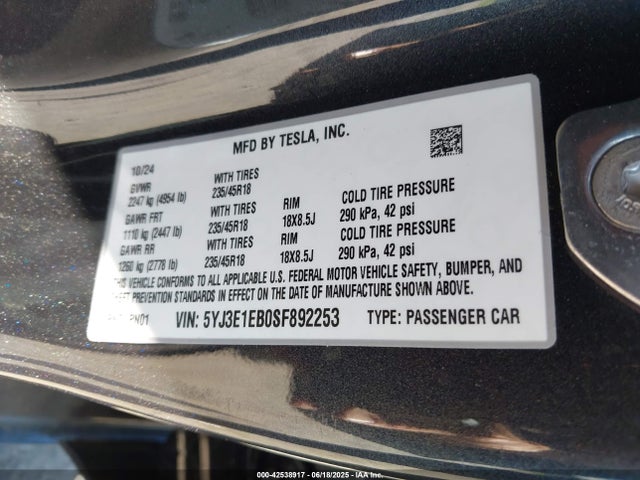 MFD BY TESLA, INC.
10/24
GVWR WITH TIRES RIM COLD TIRE PRESSURE
2247 kg (4954 lb) 235/45R18 18X8.5J 290 kPa, 42 psi
GAWR FRT WITH TIRES RIM COLD TIRE PRESSURE
1110 kg (2447 lb) 235/45R18 18X8.5J 290 kPa, 42 psi
GAWR RR WITH TIRES
1260 kg (2778 lb) 235/45R18
THIS VEHICLE CONFORMS TO ALL APPLICABLE U.S. FEDERAL MOTOR VEHICLE SAFETY, BUMPER, AND
THEFT PREVENTION STANDARDS IN EFFECT ON THE DATE OF MANUFACTURE SHOWN ABOVE.
VIN: 5YJ3E1EB0SF892253 TYPE: PASSENGER CAR
000-42538917 - 06/18/2025 - IAA Inc.